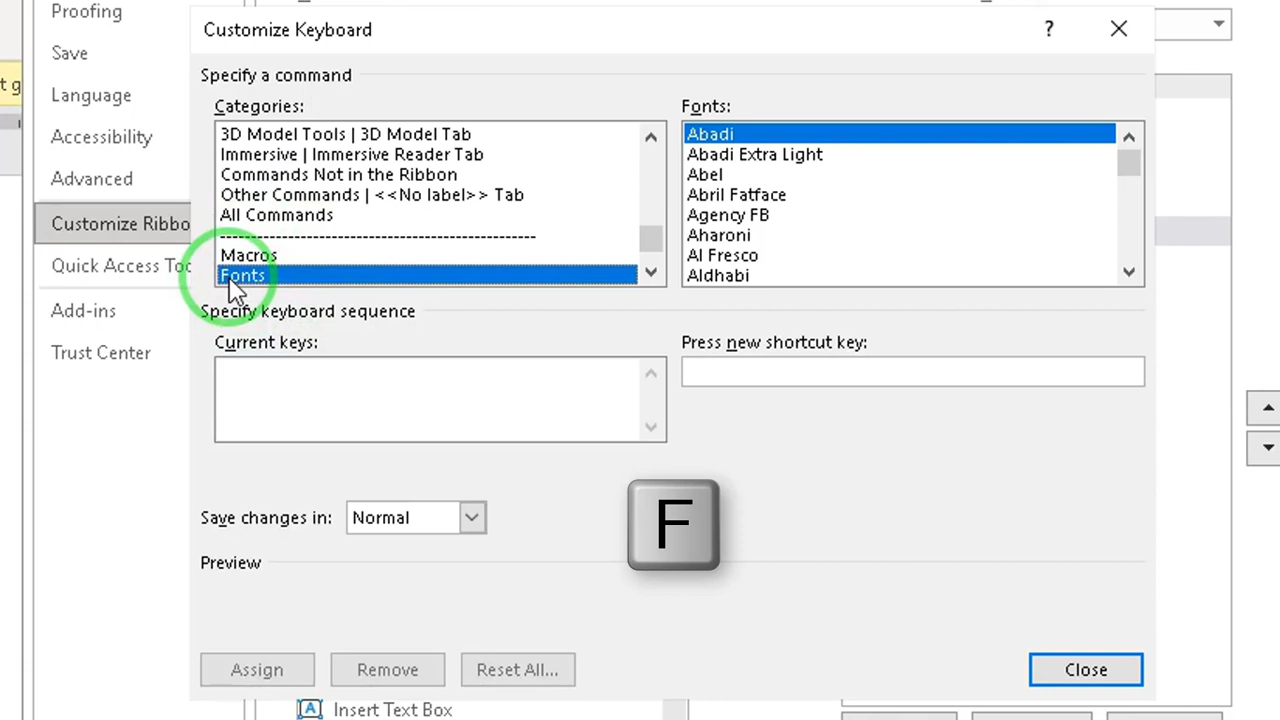 Proofing
Save
Language
Accessibility
Advanced
Customize Ribbo
Quick Access Too
Add-ins
Trust Center
t g
Customize Keyboard
?
Specify a command
Categories:
3D Model Tools | 3D Model Tab
Immersive | Immersive Reader Tab
Commands Not in the Ribbon
Other Commands | <<No label>> Tab
All Commands
-------------------------------------------------
Macros
Fonts
Fonts:
Abadi
Abadi Extra Light
Abel
Abril Fatface
Agency FB
Aharoni
Al Fresco
Aldhabi
Specify keyboard sequence
Current keys:
Press new shortcut key:
Save changes in:
Normal
F
Preview
Assign
Remove
Reset All...
Close
A
Insert Text Box